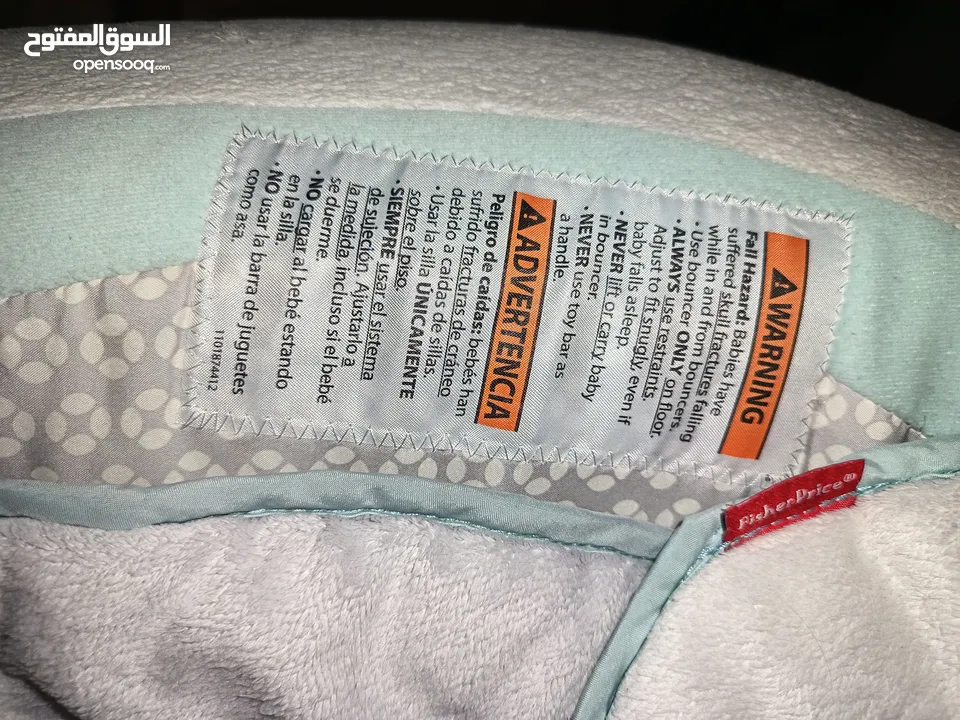 السوق المفتوح
opensooq.com
WARNING
Fall Hazard: Babies have
suffered skull fractures falling
while in and from bouncers.
• Use bouncer ONLY on floor.
• ALWAYS use restraints.
Adjust to fit snugly, even if
baby falls asleep.
• NEVER lift or carry baby
in bouncer.
• NEVER use toy bar as
a handle.
ADVERTENCIA
Peligro de caídas: bebés han
sufrido fracturas de cráneo
debido a caídas de sillas.
• Usar la silla ÚNICAMENTE
sobre el piso.
• SIEMPRE usar el sistema
de sujeción. Ajustarlo a
la medida, incluso si el bebé
se duerme.
• NO cargar al bebé estando
en la silla.
• NO usar la barra de juguetes
como asa.
1101874412
Fisher Price®